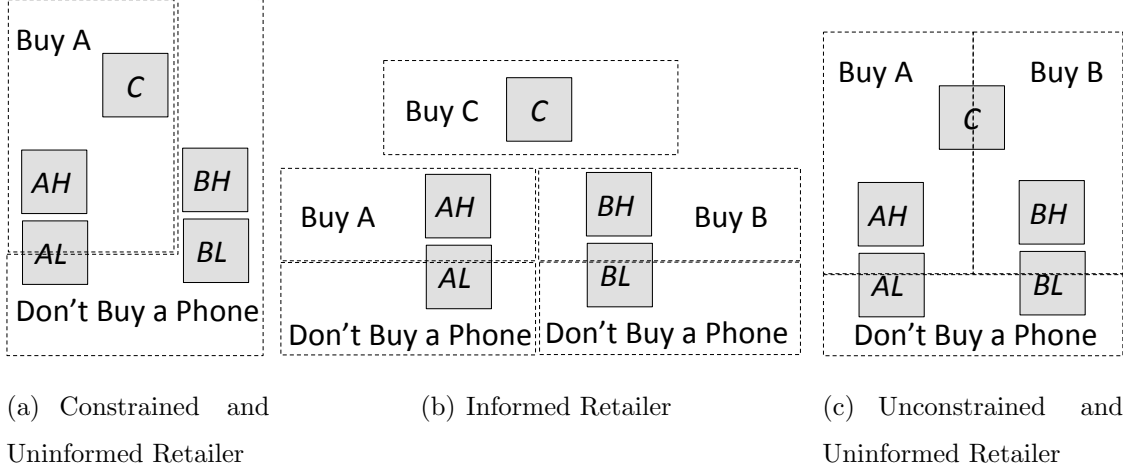 Buy A
C
AH
BH
AL
BL
Don't Buy a Phone
(a) Constrained and
Uninformed Retailer
Buy C
C
Buy A
AH
BH
Buy B
AL
BL
Don't Buy a Phone
Don't Buy a Phone
(b) Informed Retailer
Buy A
Buy B
C
AH
BH
AL
BL
Don't Buy a Phone
(c) Unconstrained and
Uninformed Retailer